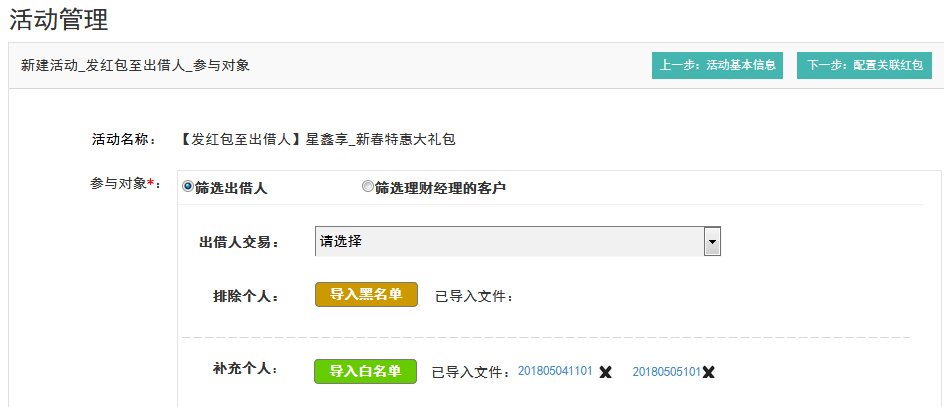 活动管理
新建活动_发红包至出借人_参与对象 上一步：活动基本信息 下一步：配置关联红包
活动名称： 【发红包至出借人】星鑫享_新春特惠大礼包
参与对象*： 筛选出借人 筛选理财经理的客户
出借人交易： 请选择
排除个人： 导入黑名单 已导入文件：
补充个人： 导入白名单 已导入文件：201805041101 20180505101